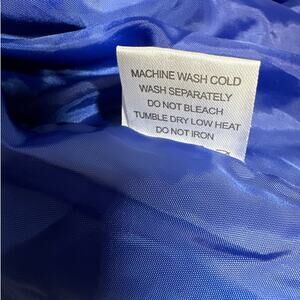 MACHINE WASH COLD
WASH SEPARATELY
DO NOT BLEACH
TUMBLE DRY LOW HEAT
DO NOT IRON